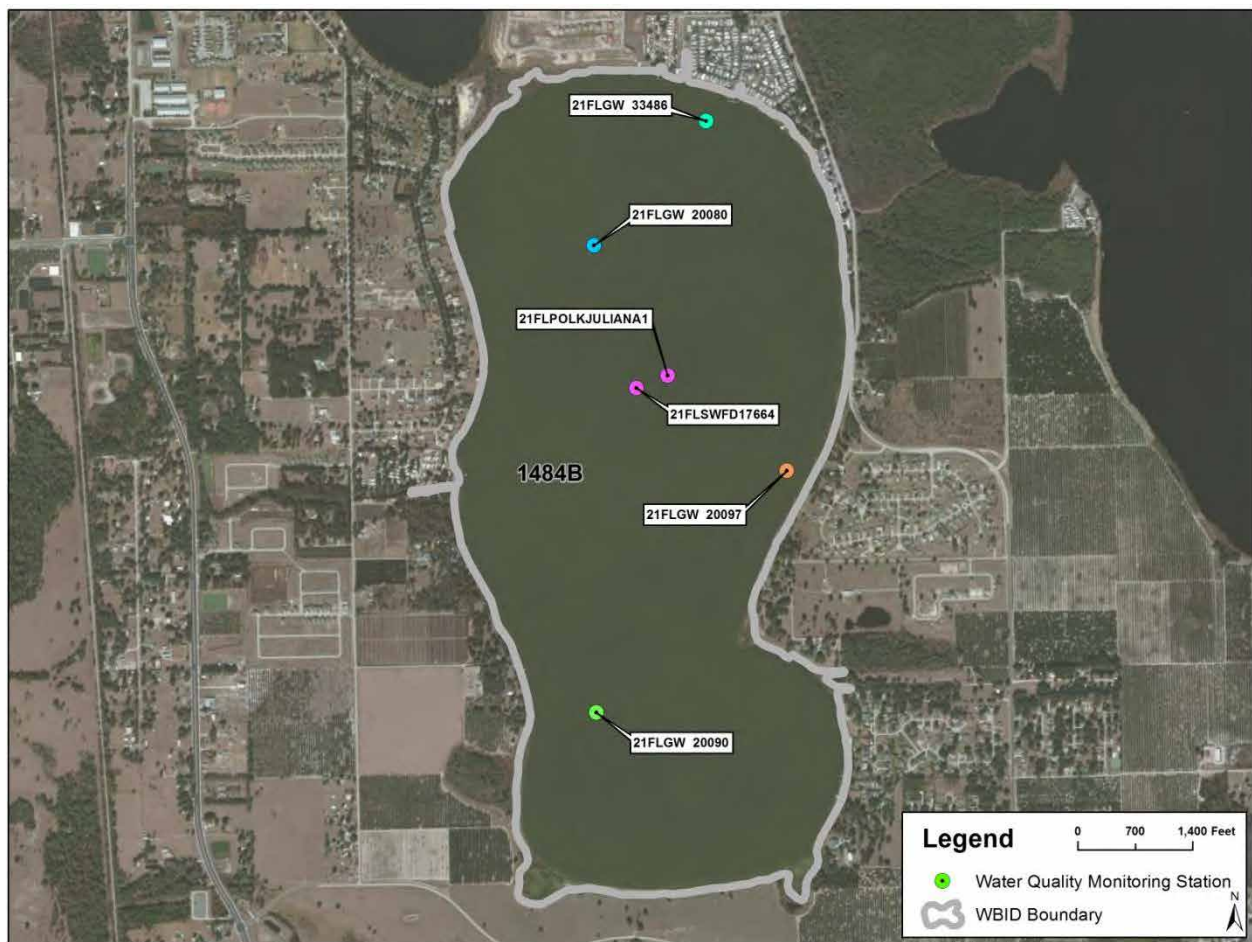 21FLGW 33486
21FLGW 20080
21FLPOLKJULIANA1
21FLSWFD17664
1484B
21FLGW 20097
21FLGW 20090
Legend
0 700 1,400 Feet
Water Quality Monitoring Station
WBID Boundary
N